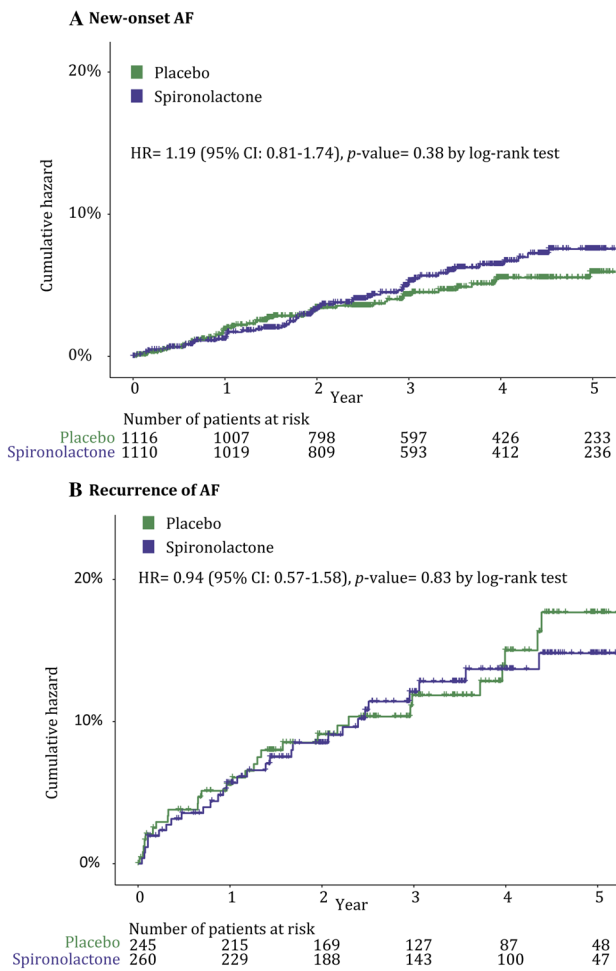 A New-onset AF
20%
Placebo
Spironolactone
HR= 1.19 (95% CI: 0.81-1.74), p-value= 0.38 by log-rank test
Cumulative hazard
10%
0%
0 1 2 3 4 5
Year
Number of patients at risk
Placebo 1116 1007 798 597 426 233
Spironolactone 1110 1019 809 593 412 236
B Recurrence of AF
Placebo
Spironolactone
20%
HR= 0.94 (95% CI: 0.57-1.58), p-value= 0.83 by log-rank test
Cumulative hazard
10%
0%
0 1 2 3 4 5
Year
Number of patients at risk
Placebo 245 215 169 127 87 48
Spironolactone 260 229 188 143 100 47